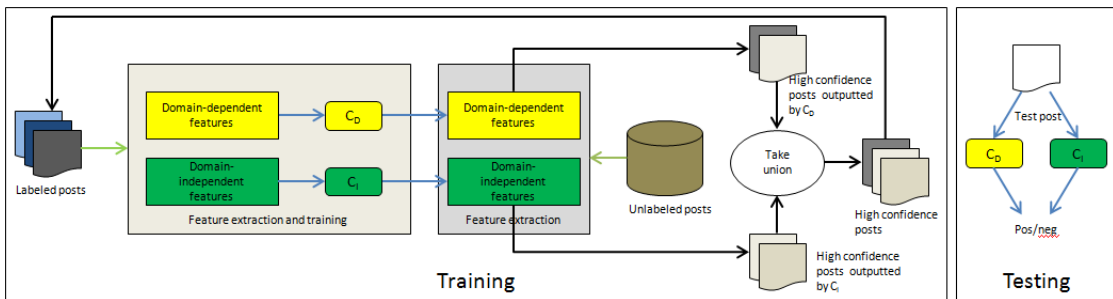 Labeled posts
Domain-dependent
features
C_D
Domain-independent
features
C_I
Feature extraction and training
Domain-dependent
features
Domain-
independent
features
Feature extraction
Unlabeled posts
High confidence
posts outputted
by C_D
Take
union
High confidence
posts
High confidence
posts outputted
by C_I
Training
Test post
C_D
C_I
Pos/neg
Testing